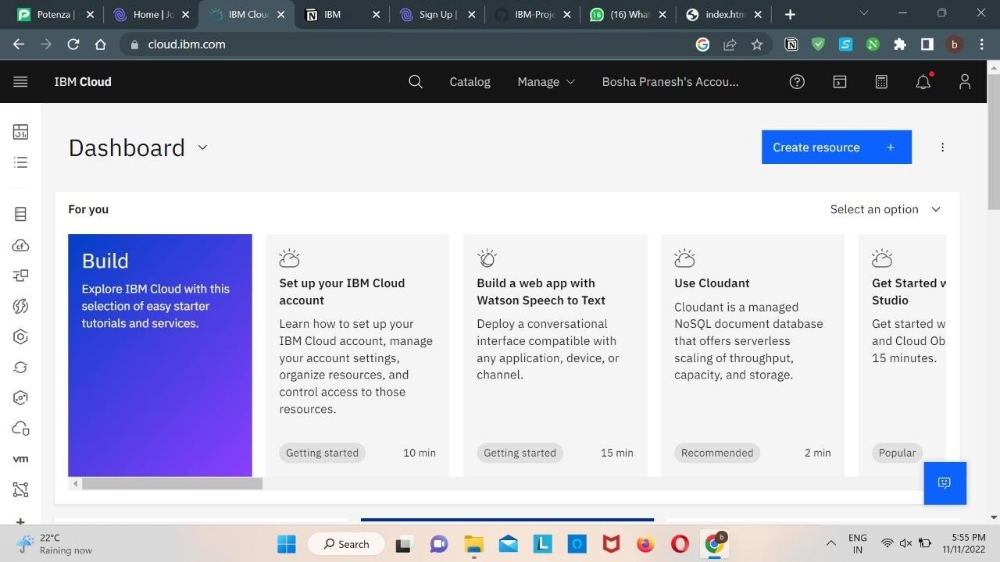 Potenza |
Home | Jo
IBM Clou
IBM
Sign Up |
IBM-Proje
(16) What
index.htm
cloud.ibm.com
b
IBM Cloud
Catalog
Manage
Bosha Pranesh's Accou...
Dashboard
Create resource +
For you
Select an option
Build
Explore IBM Cloud with this
selection of easy starter
tutorials and services.
Set up your IBM Cloud
account
Learn how to set up your
IBM Cloud account, manage
your account settings,
organize resources, and
control access to those
resources.
Getting started
10 min
Build a web app with
Watson Speech to Text
Deploy a conversational
interface compatible with
any application, device, or
channel.
Getting started
15 min
Use Cloudant
Cloudant is a managed
NoSQL document database
that offers serverless
scaling of throughput,
capacity, and storage.
Recommended
2 min
Get Started w
Studio
Get started w
and Cloud Ob
15 minutes.
Popular
cf
vm
22°C
Raining now
Search
ENG
IN
5:55 PM
11/11/2022